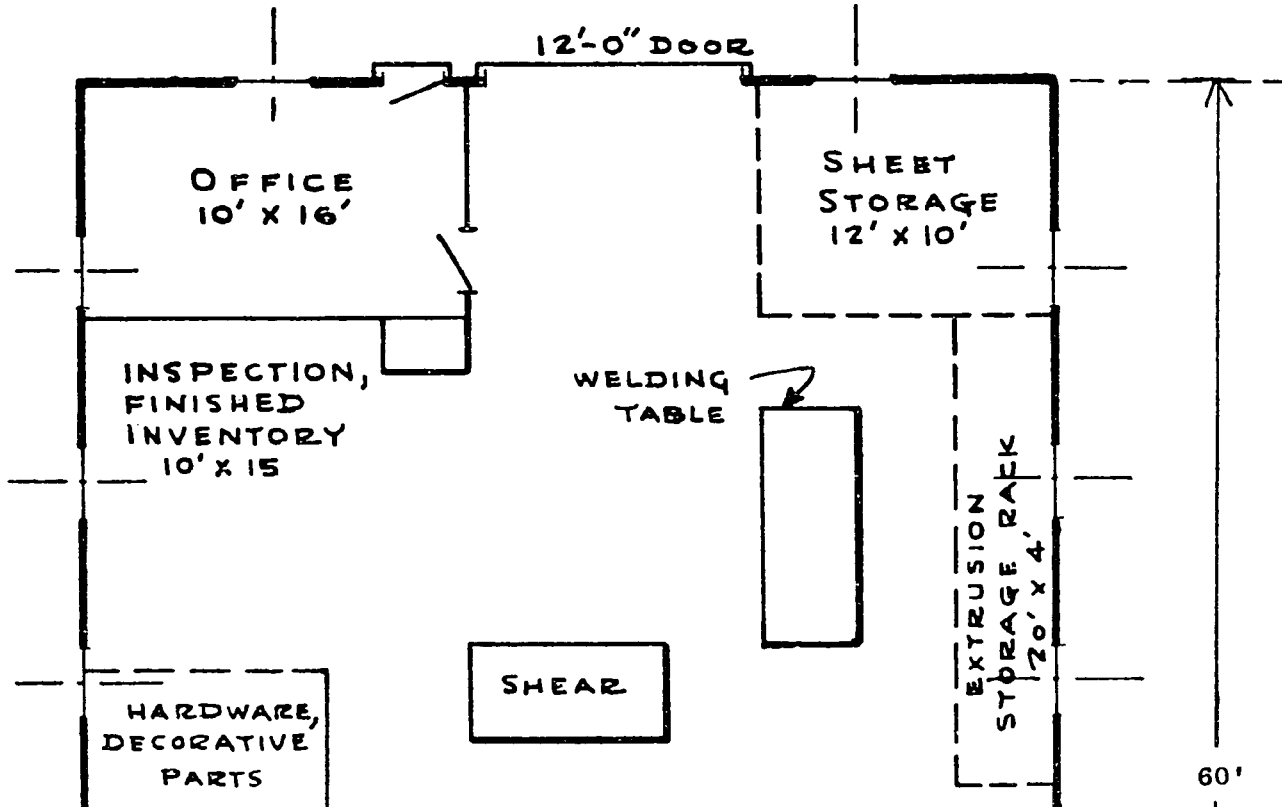 12'-0" DOOR
OFFICE
10' X 16'
SHEET
STORAGE
12' X 10'
INSPECTION,
FINISHED
INVENTORY
10' X 15
WELDING
TABLE
EXTRUSION
STORAGE RACK
20' X 4'
SHEAR
HARDWARE,
DECORATIVE
PARTS
60'